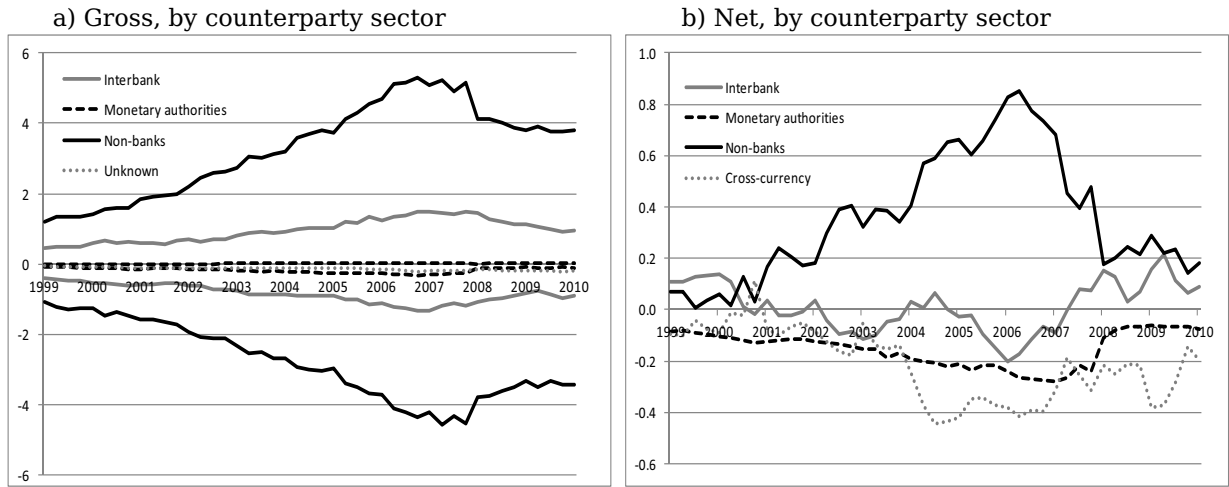 a) Gross, by counterparty sector
6
4
2
0
-2
-4
-6
Interbank
Monetary authorities
Non-banks
Unknown
1999 2000 2001 2002 2003 2004 2005 2006 2007 2008 2009 2010
b) Net, by counterparty sector
1.0
0.8
0.6
0.4
0.2
0.0
-0.2
-0.4
-0.6
Interbank
Monetary authorities
Non-banks
Cross-currency
1999 2000 2001 2002 2003 2004 2005 2006 2007 2008 2009 2010